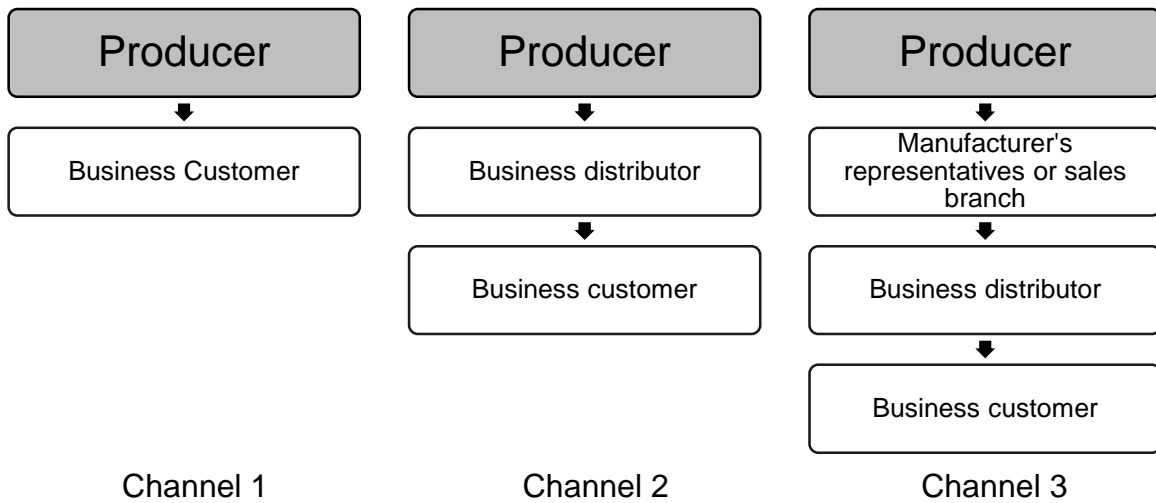 Producer
Business Customer
Channel 1
Producer
Business distributor
Business customer
Channel 2
Producer
Manufacturer's
representatives or sales
branch
Business distributor
Business customer
Channel 3